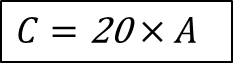 C = 20 × A